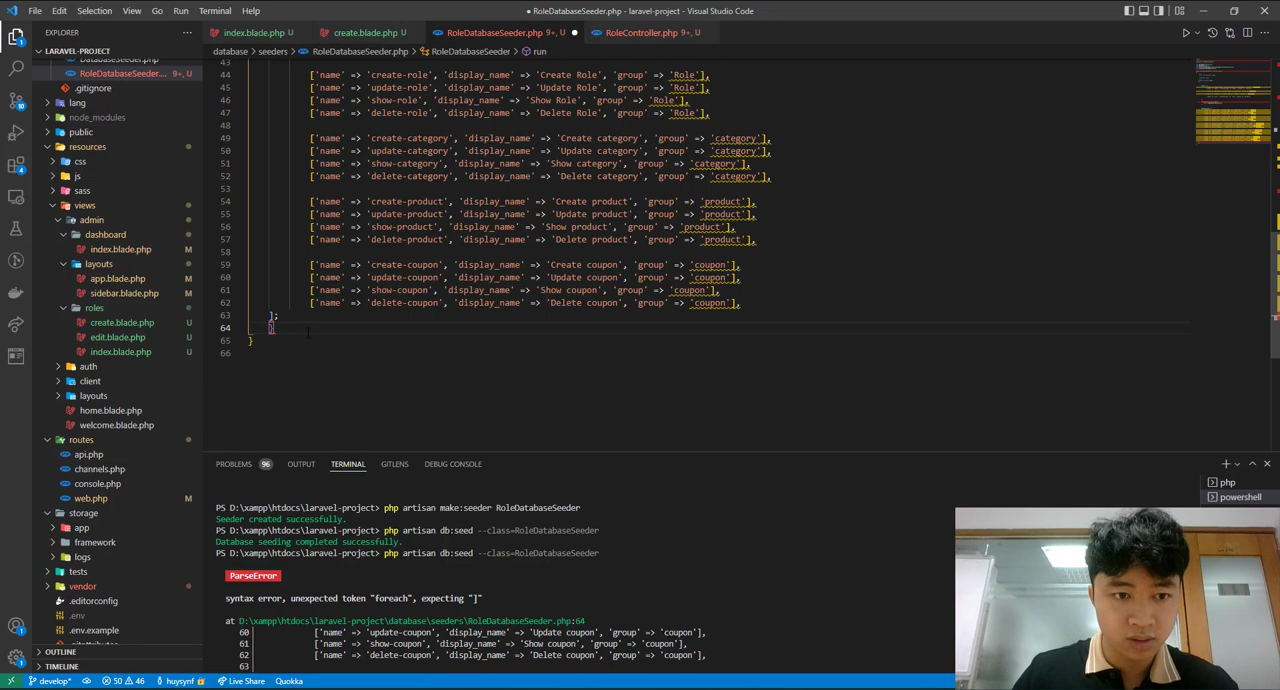 File Edit Selection View Go Run Terminal Help
● RoleDatabaseSeeder.php - laravel-project - Visual Studio Code
EXPLORER
LARAVEL-PROJECT
DatabaseSeeder.php
RoleDatabaseSeeder.... 9+, U
.gitignore
lang
node_modules
public
resources
css
js
sass
views
admin
dashboard
index.blade.php M
layouts
app.blade.php M
sidebar.blade.php M
roles
create.blade.php U
edit.blade.php U
index.blade.php U
auth
client
layouts
home.blade.php
welcome.blade.php
routes
api.php
channels.php
console.php
web.php M
storage
app
framework
logs
tests
vendor
.editorconfig
.env
.env.example
.gitattributes
OUTLINE
TIMELINE
index.blade.php U create.blade.php U RoleDatabaseSeeder.php 9+, U ● RoleController.php 9+, U
database > seeders > RoleDatabaseSeeder.php > RoleDatabaseSeeder > run
43
44 ['name' => 'create-role', 'display_name' => 'Create Role', 'group' => 'Role'],
45 ['name' => 'update-role', 'display_name' => 'Update Role', 'group' => 'Role'],
46 ['name' => 'show-role', 'display_name' => 'Show Role', 'group' => 'Role'],
47 ['name' => 'delete-role', 'display_name' => 'Delete Role', 'group' => 'Role'],
48
49 ['name' => 'create-category', 'display_name' => 'Create category', 'group' => 'category'],
50 ['name' => 'update-category', 'display_name' => 'Update category', 'group' => 'category'],
51 ['name' => 'show-category', 'display_name' => 'Show category', 'group' => 'category'],
52 ['name' => 'delete-category', 'display_name' => 'Delete category', 'group' => 'category'],
53
54 ['name' => 'create-product', 'display_name' => 'Create product', 'group' => 'product'],
55 ['name' => 'update-product', 'display_name' => 'Update product', 'group' => 'product'],
56 ['name' => 'show-product', 'display_name' => 'Show product', 'group' => 'product'],
57 ['name' => 'delete-product', 'display_name' => 'Delete product', 'group' => 'product'],
58
59 ['name' => 'create-coupon', 'display_name' => 'Create coupon', 'group' => 'coupon'],
60 ['name' => 'update-coupon', 'display_name' => 'Update coupon', 'group' => 'coupon'],
61 ['name' => 'show-coupon', 'display_name' => 'Show coupon', 'group' => 'coupon'],
62 ['name' => 'delete-coupon', 'display_name' => 'Delete coupon', 'group' => 'coupon'],
63 ];
64 }
65 }
66
PROBLEMS 96 OUTPUT TERMINAL GITLENS DEBUG CONSOLE
php
powershell
PS D:\xampp\htdocs\laravel-project> php artisan make:seeder RoleDatabaseSeeder
Seeder created successfully.
PS D:\xampp\htdocs\laravel-project> php artisan db:seed --class=RoleDatabaseSeeder
Database seeding completed successfully.
PS D:\xampp\htdocs\laravel-project> php artisan db:seed --class=RoleDatabaseSeeder
ParseError
syntax error, unexpected token "foreach", expecting "]"
at D:\xampp\htdocs\laravel-project\database\seeders\RoleDatabaseSeeder.php:64
60 ['name' => 'update-coupon', 'display_name' => 'Update coupon', 'group' => 'coupon'],
61 ['name' => 'show-coupon', 'display_name' => 'Show coupon', 'group' => 'coupon'],
62 ['name' => 'delete-coupon', 'display_name' => 'Delete coupon', 'group' => 'coupon'],
63
develop* 50 46 huysynf Live Share Quokka